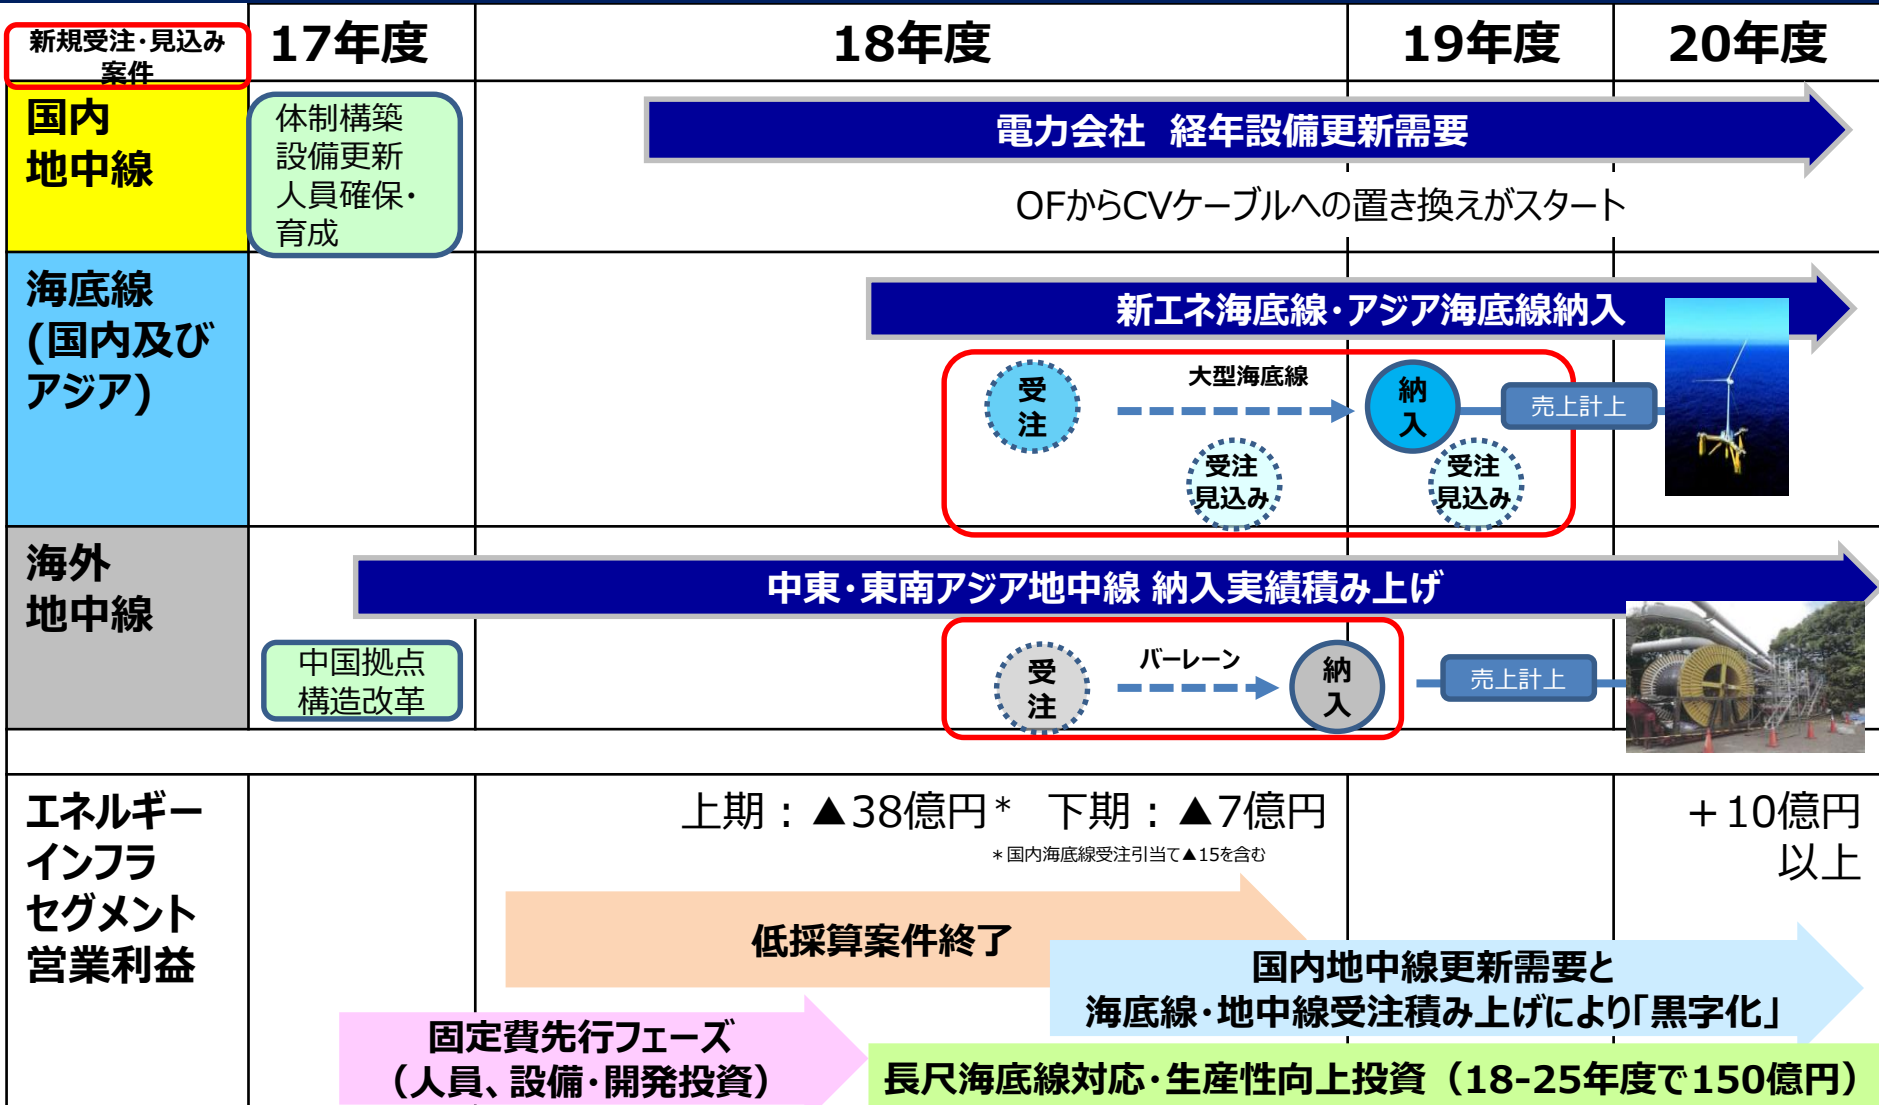 新規受注・見込み
案件
17年度
18年度
19年度
20年度
国内
地中線
体制構築
設備更新
人員確保・
育成
電力会社 経年設備更新需要
OFからCVケーブルへの置き換えがスタート
海底線
(国内及び
アジア)
新エネ海底線・アジア海底線納入
受
注
大型海底線
納
入
売上計上
受注
見込み
受注
見込み
海外
地中線
中東・東南アジア地中線 納入実績積み上げ
中国拠点
構造改革
受
注
バーレーン
納
入
売上計上
エネルギー
インフラ
セグメント
営業利益
上期：▲38億円* 下期：▲7億円
*国内海底線受注引当て▲15を含む
+10億円
以上
低採算案件終了
国内地中線更新需要と
海底線・地中線受注積み上げにより「黒字化」
固定費先行フェーズ
（人員、設備・開発投資）
長尺海底線対応・生産性向上投資（18-25年度で150億円）